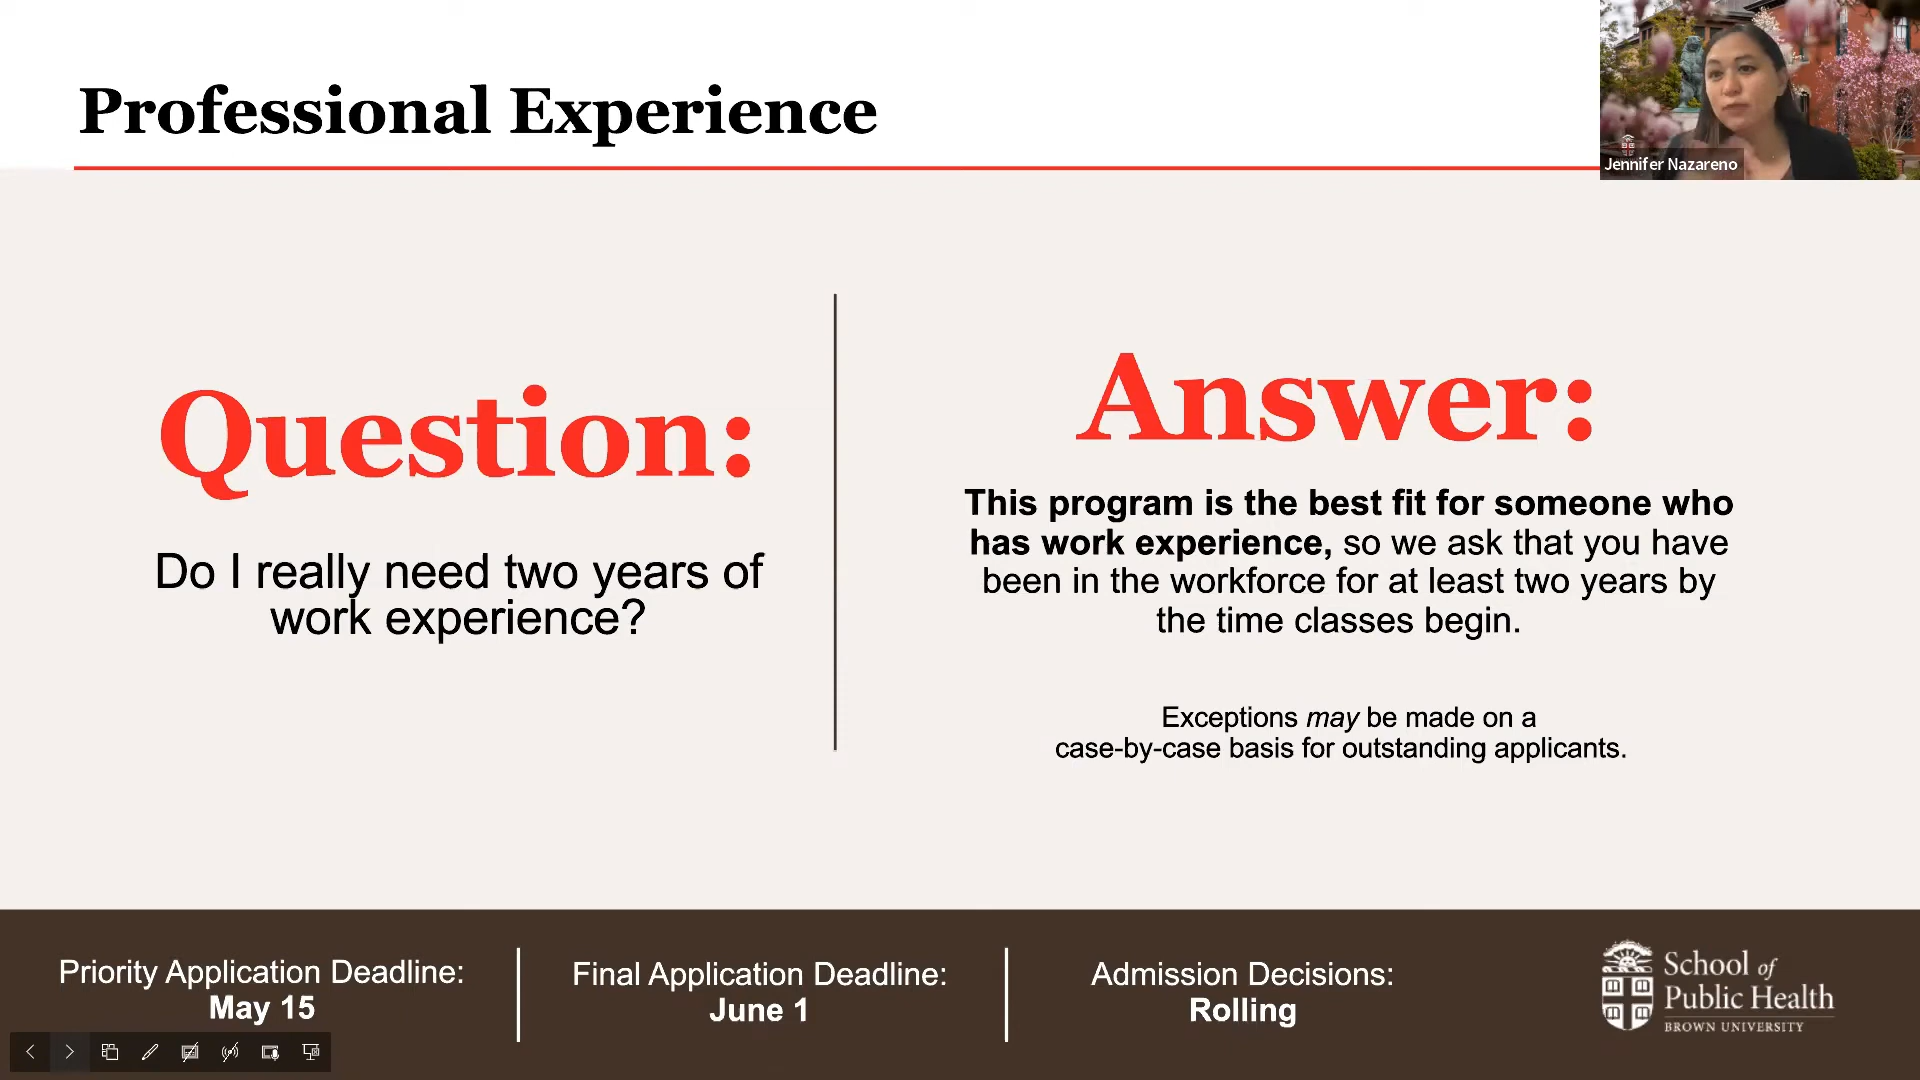 Professional Experience
Jennifer Nazareno
Question:
Do I really need two years of
work experience?
Answer:
This program is the best fit for someone who
has work experience, so we ask that you have
been in the workforce for at least two years by
the time classes begin.
Exceptions may be made on a
case-by-case basis for outstanding applicants.
Priority Application Deadline:
May 15
Final Application Deadline:
June 1
Admission Decisions:
Rolling
School of
Public Health
BROWN UNIVERSITY